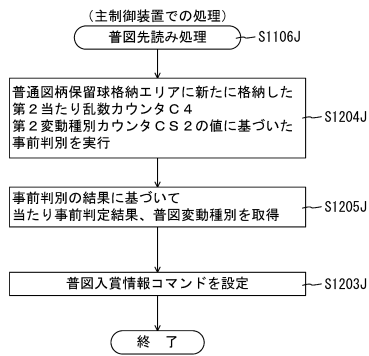 (主制御装置での処理)
普図先読み処理
S1106J
普通図柄保留球格納エリアに新たに格納した
第2当たり乱数カウンタC4
第2変動種別カウンタCS2の値に基づいた
事前判別を実行
S1204J
事前判別の結果に基づいて
当たり事前判定結果、普図変動種別を取得
S1205J
普図入賞情報コマンドを設定
S1203J
終 了